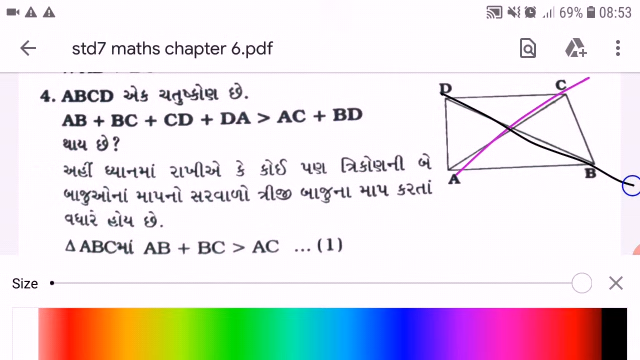 69% 08:53
std7 maths chapter 6.pdf
4. ABCD એક ચતુષ્કોણ છે.
AB + BC + CD + DA > AC + BD
થાય છે?
અહીં ધ્યાનમાં રાખીએ કે કોઈ પણ ત્રિકોણની બે
બાજુઓનાં માપનો સરવાળો ત્રીજી બાજુના માપ કરતાં
વધારે હોય છે.
Δ ABCમાં AB + BC > AC ...(1)
D C
A B
Size